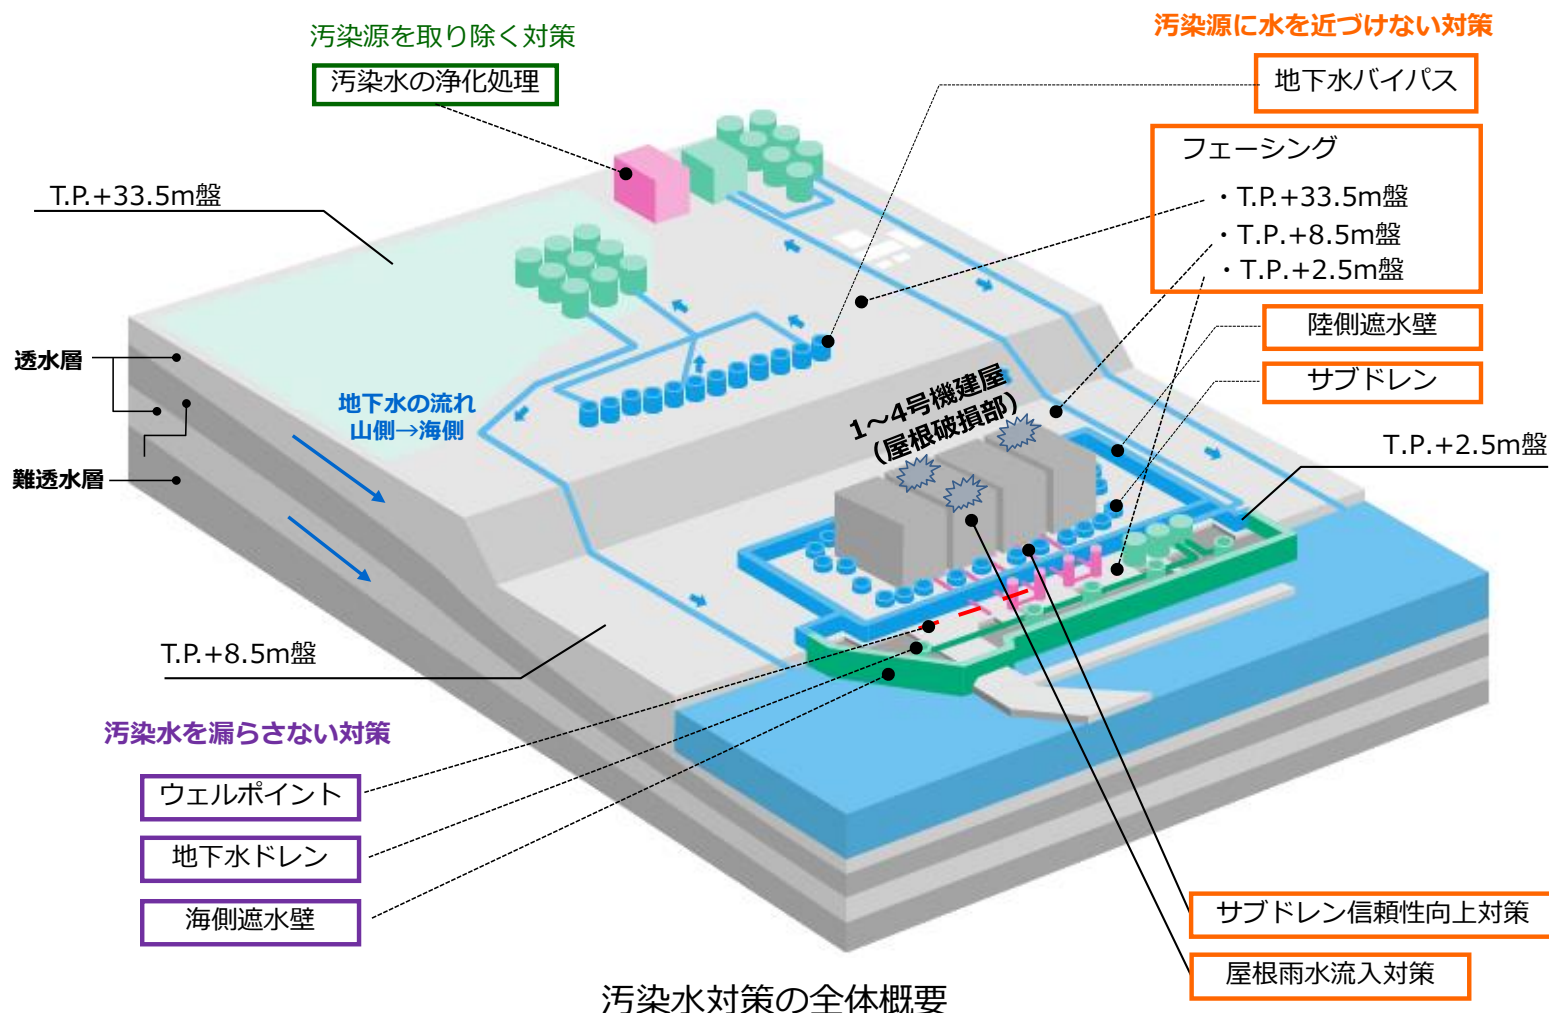 汚染源を取り除く対策
汚染水の浄化処理
汚染源に水を近づけない対策
地下水バイパス
フェーシング
・T.P.+33.5m盤
・T.P.+8.5m盤
・T.P.+2.5m盤
陸側遮水壁
サブドレン
T.P.+2.5m盤
T.P.+33.5m盤
透水層
難透水層
地下水の流れ
山側→海側
1~4号機建屋
（屋根破損部）
T.P.+8.5m盤
汚染水を漏らさない対策
ウェルポイント
地下水ドレン
海側遮水壁
サブドレン信頼性向上対策
屋根雨水流入対策
汚染水対策の全体概要